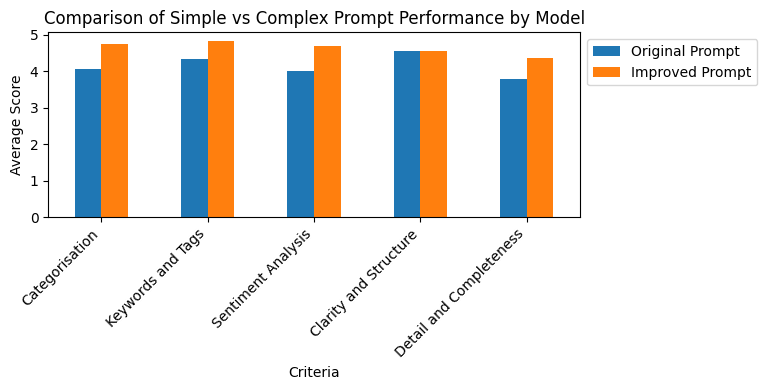 Comparison of Simple vs Complex Prompt Performance by Model
5
4
3
2
1
0
Average Score
Original Prompt
Improved Prompt
Categorisation
Keywords and Tags
Sentiment Analysis
Clarity and Structure
Detail and Completeness
Criteria